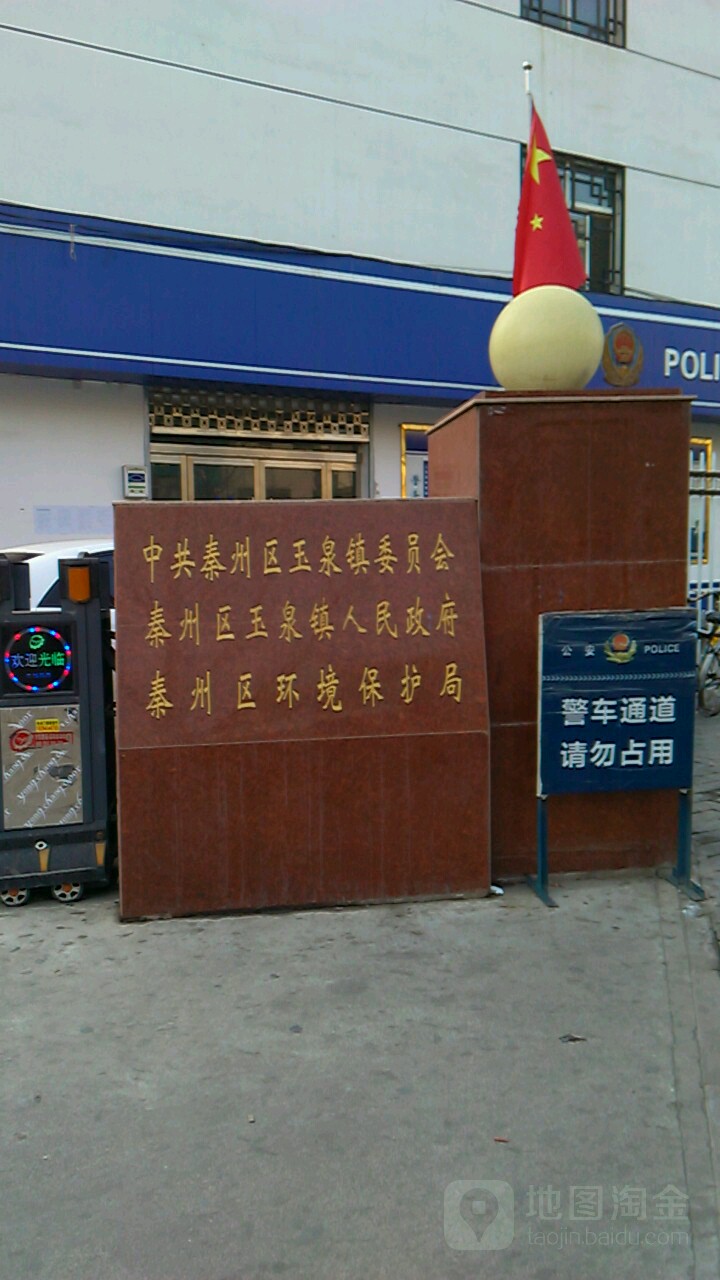 POLI
中共秦州区玉泉镇委员会
秦州区玉泉镇人民政府
秦州区环境保护局
欢迎光临
公安 POLICE
警车通道
请勿占用
地图淘金
taojin.baidu.com